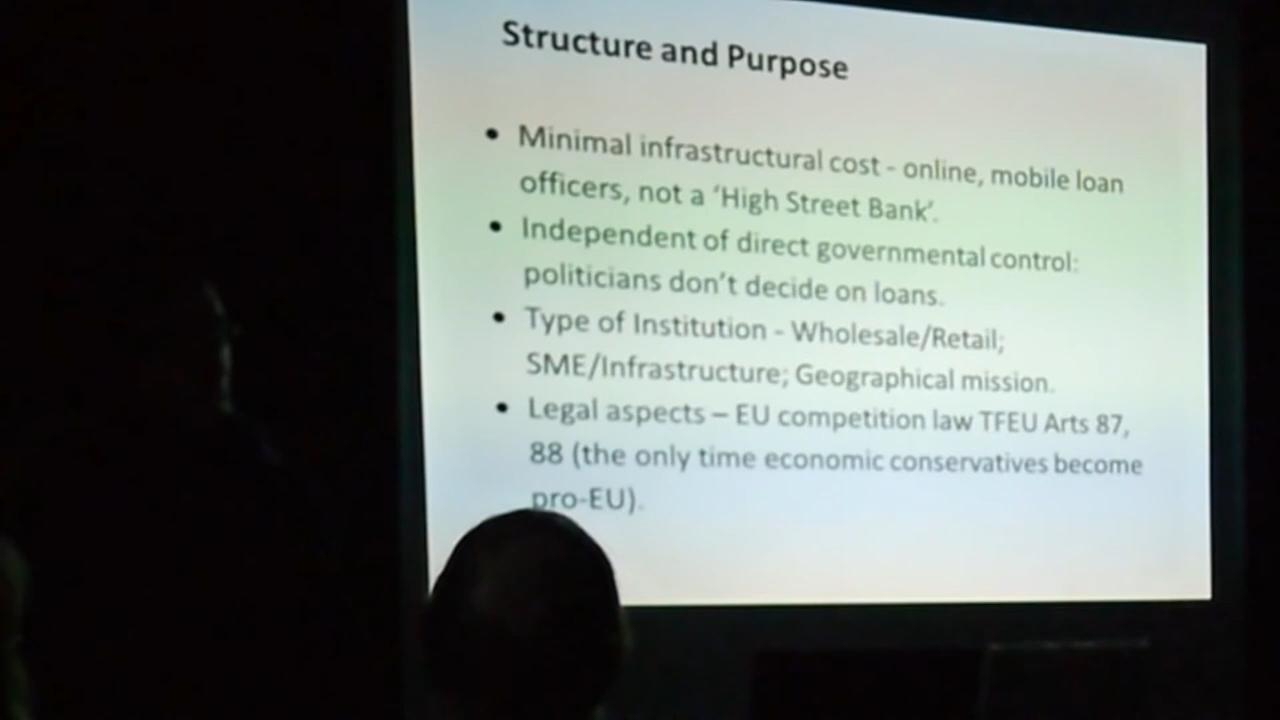 Structure and Purpose
• Minimal infrastructural cost - online, mobile loan
officers, not a 'High Street Bank'.
• Independent of direct governmental control:
politicians don't decide on loans.
• Type of Institution - Wholesale/Retail;
SME/Infrastructure; Geographical mission.
• Legal aspects – EU competition law TFEU Arts 87,
88 (the only time economic conservatives become
pro-EU).